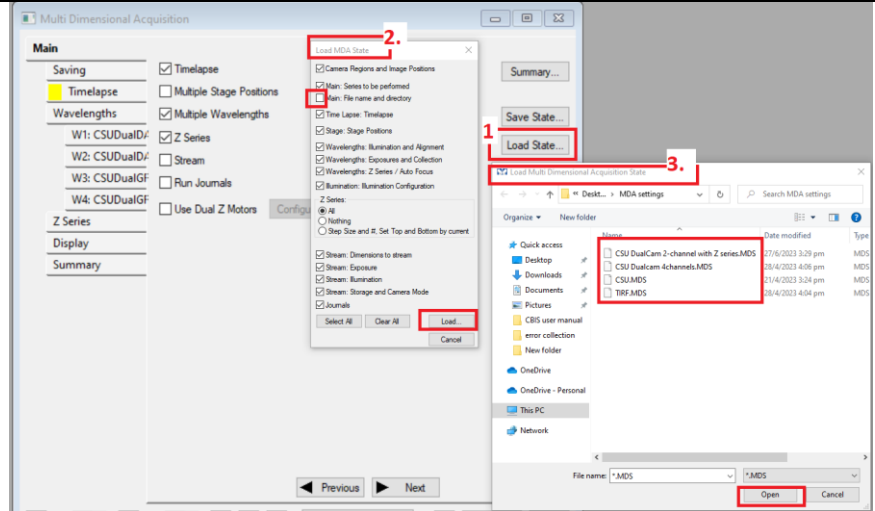 Multi Dimensional Acquisition
Main
Saving
Timelapse
Wavelengths
W1: CSUDualDA
W2: CSUDualDA
W3: CSUDualGF
W4: CSUDualGF
Z Series
Display
Summary
Timelapse
Multiple Stage Positions
Multiple Wavelengths
Z Series
Stream
Run Journals
Use Dual Z Motors
Configu
2.
Load MDA State
Camera Regions and Image Positions
Main: Series to be performed
Main: File name and directory
Time Lapse: Timelapse
Stage: Stage Positions
Wavelengths: Illumination and Alignment
Wavelengths: Exposures and Collection
Wavelengths: Z Series / Auto Focus
Illumination: Illumination Configuration
Z Series:
All
Nothing
Step Size and #, Set Top and Bottom by current
Stream: Dimensions to stream
Stream: Exposure
Stream: Illumination
Stream: Storage and Camera Mode
Journals
Select All Clear All Load...
Cancel
Summary...
Save State...
1
Load State...
3.
Load Multi Dimensional Acquisition State
« Deskt... › MDA settings
Search MDA settings
Organize New folder
Name Date modified Type
CSU DualCam 2-channel with Z series.MDS 27/6/2023 3:29 pm MDS
CSU Dualcam 4channels.MDS 28/4/2023 4:06 pm MDS
CSU.MDS 21/4/2023 3:24 pm MDS
TIRF.MDS 28/4/2023 4:04 pm MDS
Quick access
Desktop
Downloads
Documents
Pictures
CBIS user manual
error collection
New folder
OneDrive
OneDrive - Personal
This PC
Network
File name: *.MDS *.MDS
Open Cancel
Previous Next